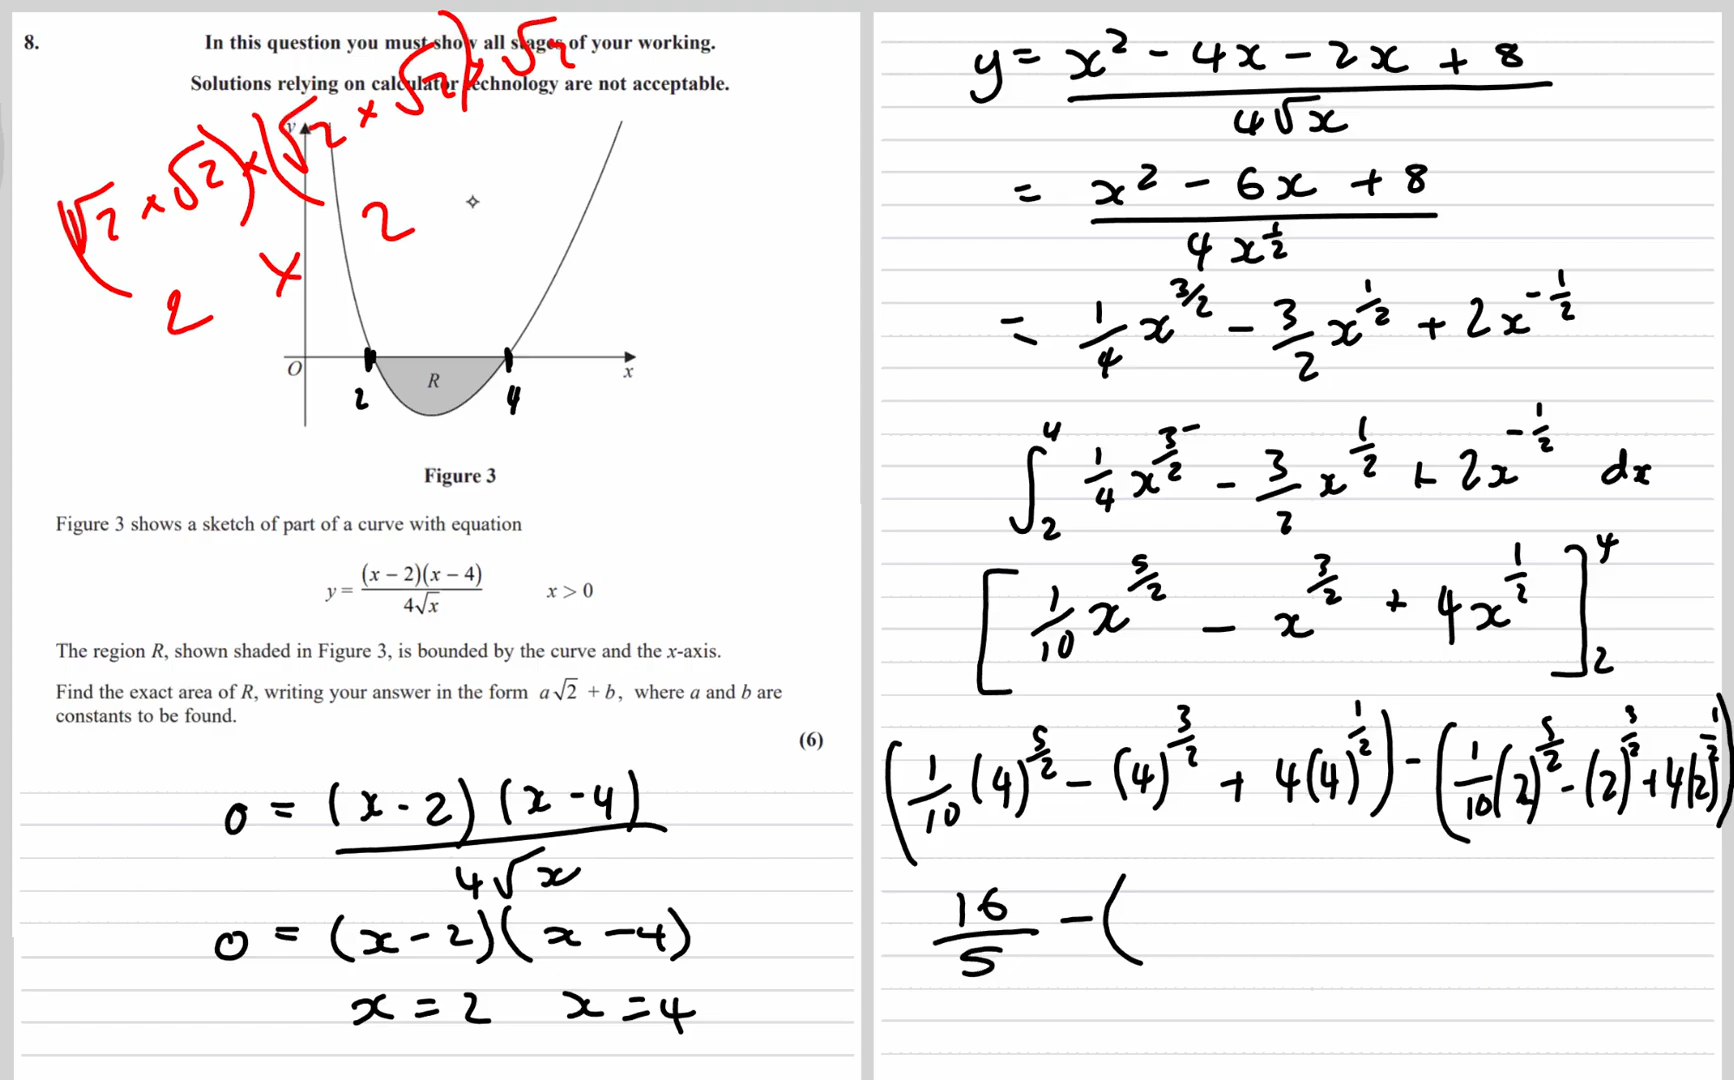 8. In this question you must show all stages of your working.
Solutions relying on calculator technology are not acceptable.
(√2 × √2) × (√2 × √2) × √2
2 × 2
y
O
x
R
2
4
Figure 3
Figure 3 shows a sketch of part of a curve with equation
y = (x − 2)(x − 4) / 4√x    x > 0
The region R, shown shaded in Figure 3, is bounded by the curve and the x-axis.
Find the exact area of R, writing your answer in the form a√2 + b, where a and b are
constants to be found.
(6)
0 = (x - 2)(x - 4) / 4√x
0 = (x - 2)(x - 4)
x = 2    x = 4
y = x² - 4x - 2x + 8 / 4√x
= x² - 6x + 8 / 4x^(1/2)
= 1/4 x^(3/2) - 3/2 x^(1/2) + 2x^(-1/2)
∫₂⁴ 1/4 x^(3/2) - 3/2 x^(1/2) + 2x^(-1/2) dx
[1/10 x^(5/2) - x^(3/2) + 4x^(1/2)]₂⁴
(1/10 (4)^(5/2) - (4)^(3/2) + 4(4)^(1/2)) - (1/10 (2)^(5/2) - (2)^(3/2) + 4(2)^(1/2))
16/5 - (